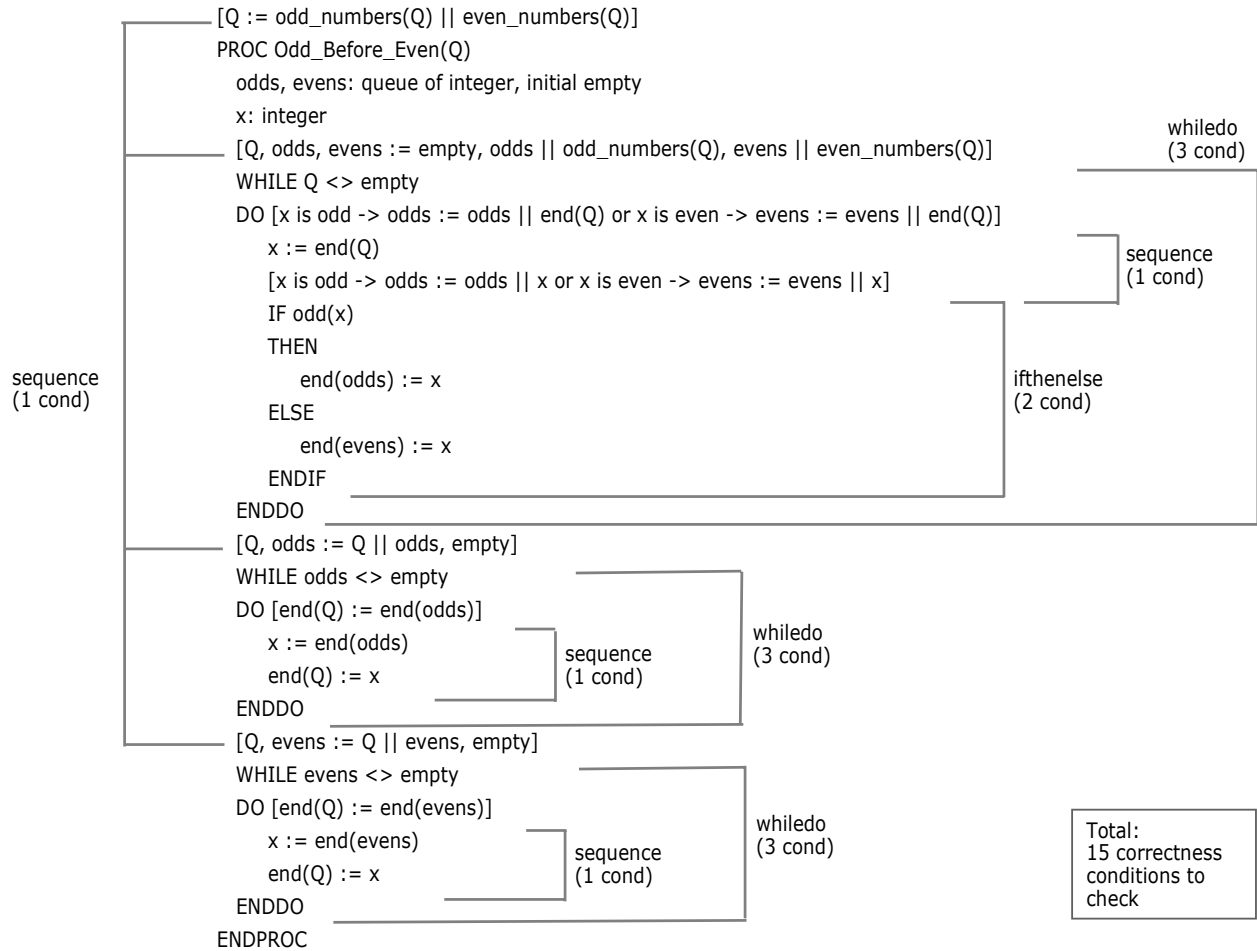 [Q := odd_numbers(Q) || even_numbers(Q)]
PROC Odd_Before_Even(Q)
odds, evens: queue of integer, initial empty
x: integer
[Q, odds, evens := empty, odds || odd_numbers(Q), evens || even_numbers(Q)]
WHILE Q <> empty
DO [x is odd -> odds := odds || end(Q) or x is even -> evens := evens || end(Q)]
x := end(Q)
[x is odd -> odds := odds || x or x is even -> evens := evens || x]
IF odd(x)
THEN
end(odds) := x
ELSE
end(evens) := x
ENDIF
ENDDO
[Q, odds := Q || odds, empty]
WHILE odds <> empty
DO [end(Q) := end(odds)]
x := end(odds)
end(Q) := x
ENDDO
[Q, evens := Q || evens, empty]
WHILE evens <> empty
DO [end(Q) := end(evens)]
x := end(evens)
end(Q) := x
ENDDO
ENDPROC
sequence
(1 cond)
whiledo
(3 cond)
sequence
(1 cond)
ifthenelse
(2 cond)
sequence
(1 cond)
whiledo
(3 cond)
sequence
(1 cond)
whiledo
(3 cond)
Total:
15 correctness
conditions to
check